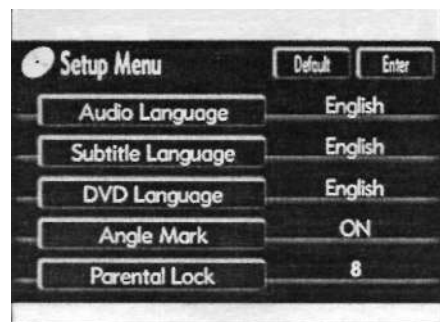 Setup Menu Default Enter
Audio Language English
Subtitle Language English
DVD Language English
Angle Mark ON
Parental Lock 8